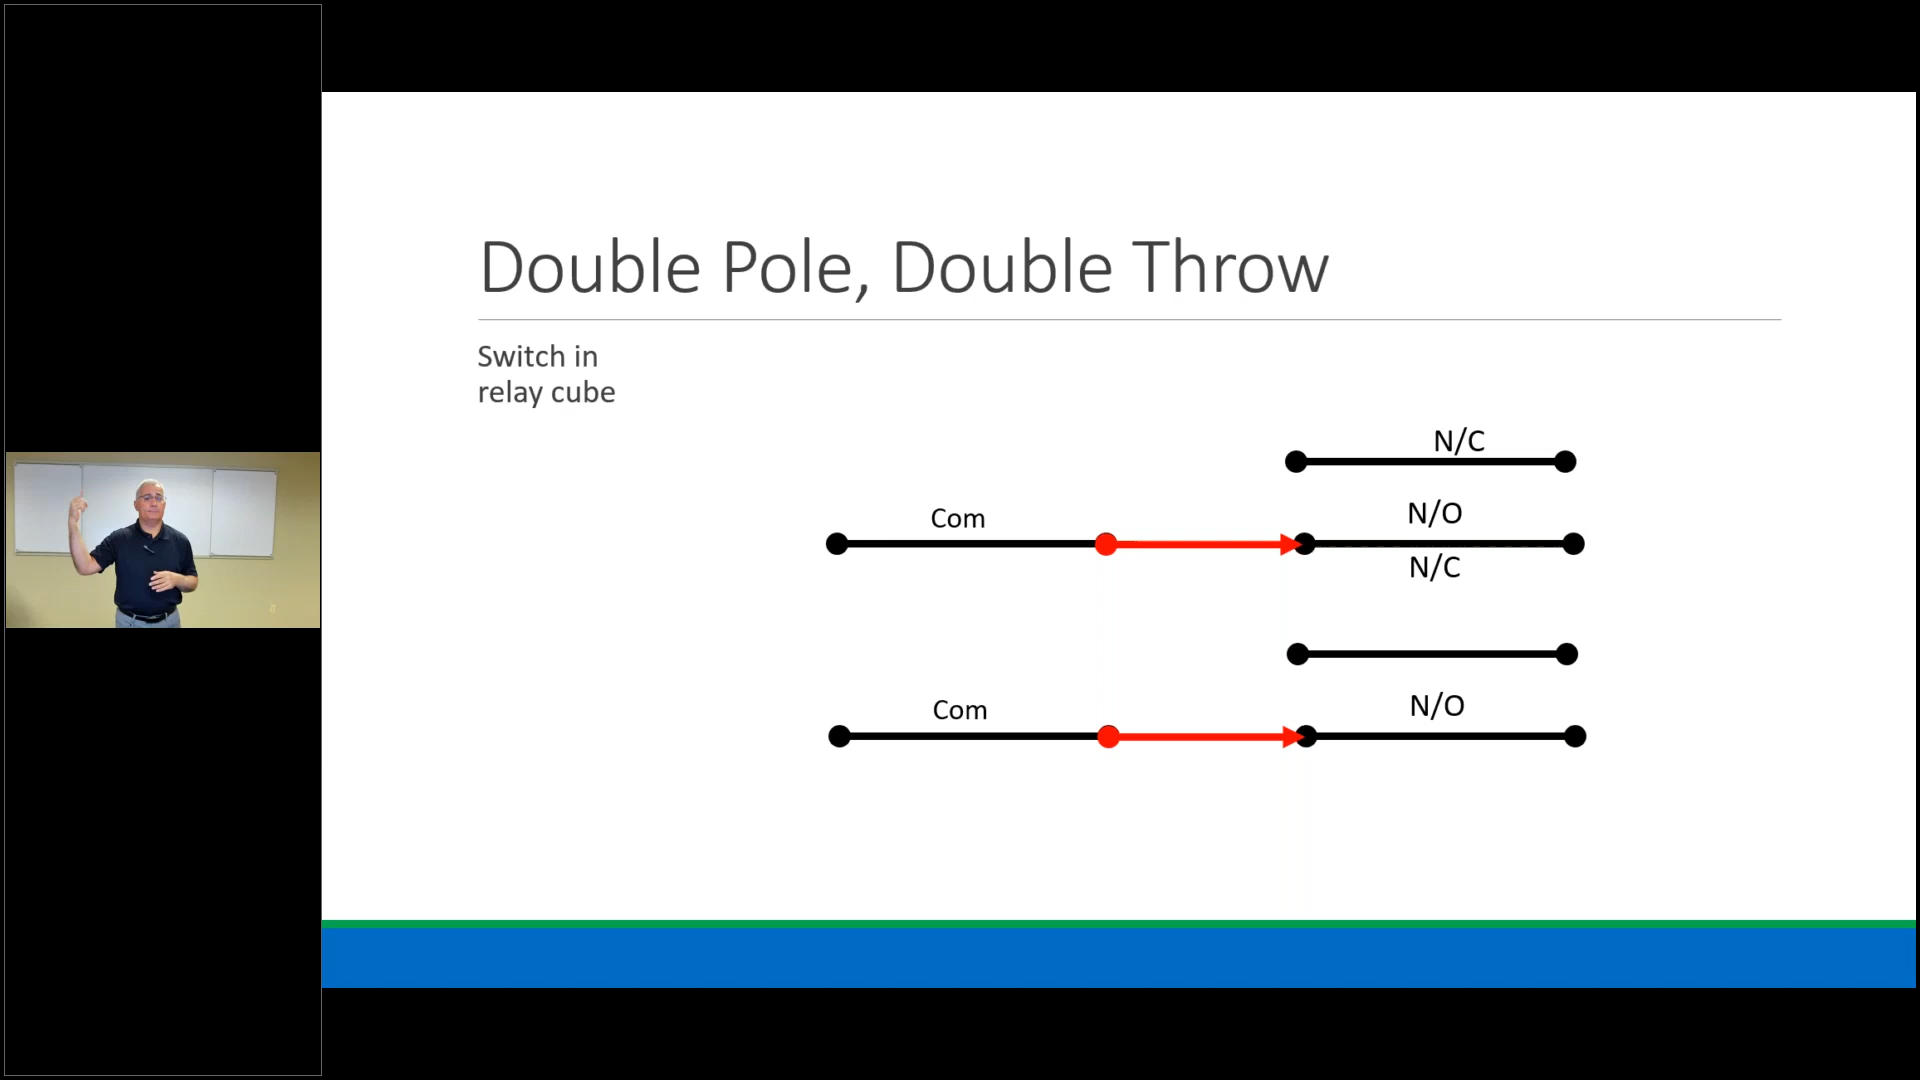 Double Pole, Double Throw
Switch in
relay cube
N/C
Com
N/O
N/C
Com
N/O